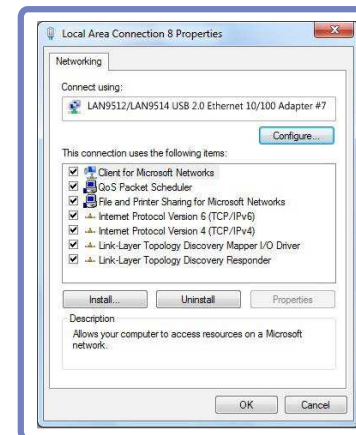 Local Area Connection 8 Properties
Networking
Connect using:
LAN9512/LAN9514 USB 2.0 Ethernet 10/100 Adapter #7
Configure...
This connection uses the following items:
Client for Microsoft Networks
QoS Packet Scheduler
File and Printer Sharing for Microsoft Networks
Internet Protocol Version 6 (TCP/IPv6)
Internet Protocol Version 4 (TCP/IPv4)
Link-Layer Topology Discovery Mapper I/O Driver
Link-Layer Topology Discovery Responder
Install... Uninstall Properties
Description
Allows your computer to access resources on a Microsoft
network.
OK Cancel